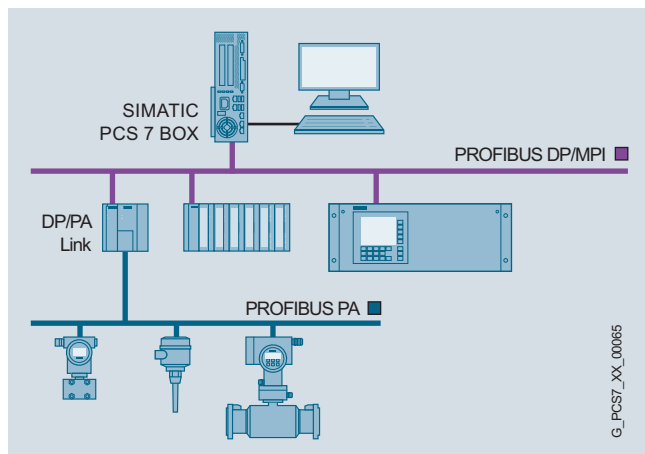 SIMATIC
PCS 7 BOX
PROFIBUS DP/MPI
DP/PA
Link
PROFIBUS PA
G_PCS7_XX_00065